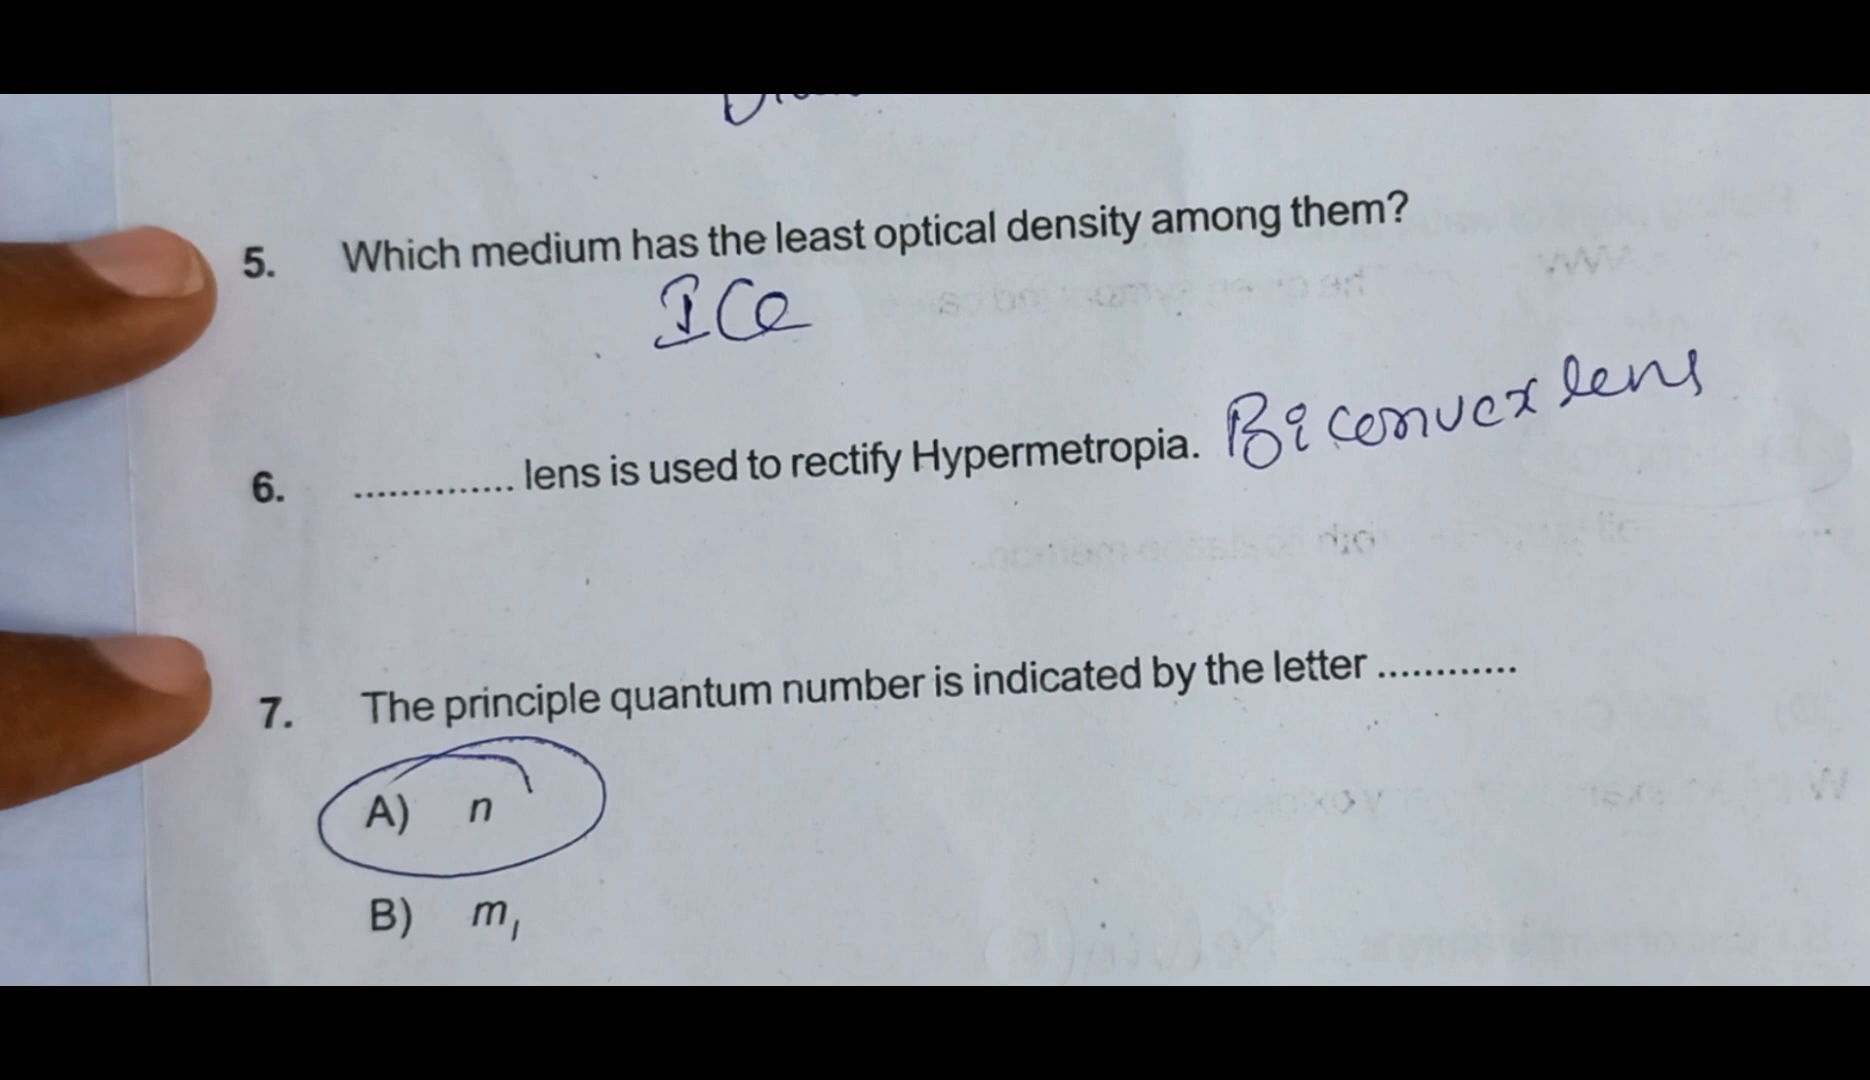 5. Which medium has the least optical density among them?
ICe
6. .............. lens is used to rectify Hypermetropia. Biconvex lens
7. The principle quantum number is indicated by the letter ............
A) n
B) m₁